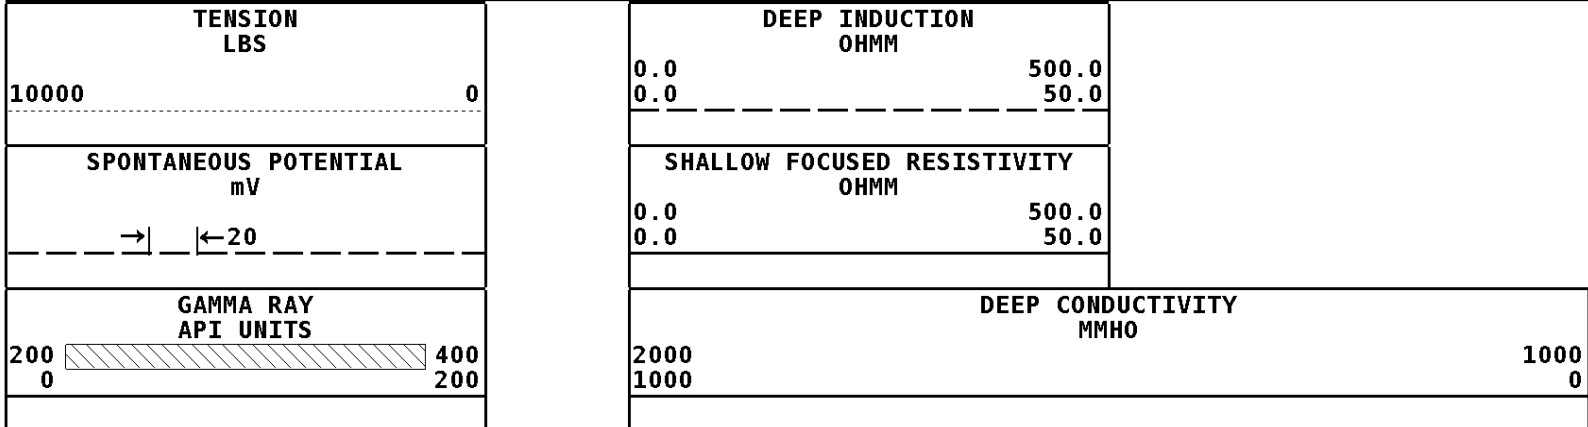 TENSION
LBS
10000 0
SPONTANEOUS POTENTIAL
mV
→ ←20
GAMMA RAY
API UNITS
200 400
0 200
DEEP INDUCTION
OHMM
0.0 500.0
0.0 50.0
SHALLOW FOCUSED RESISTIVITY
OHMM
0.0 500.0
0.0 50.0
DEEP CONDUCTIVITY
MMHO
2000 1000
1000 0